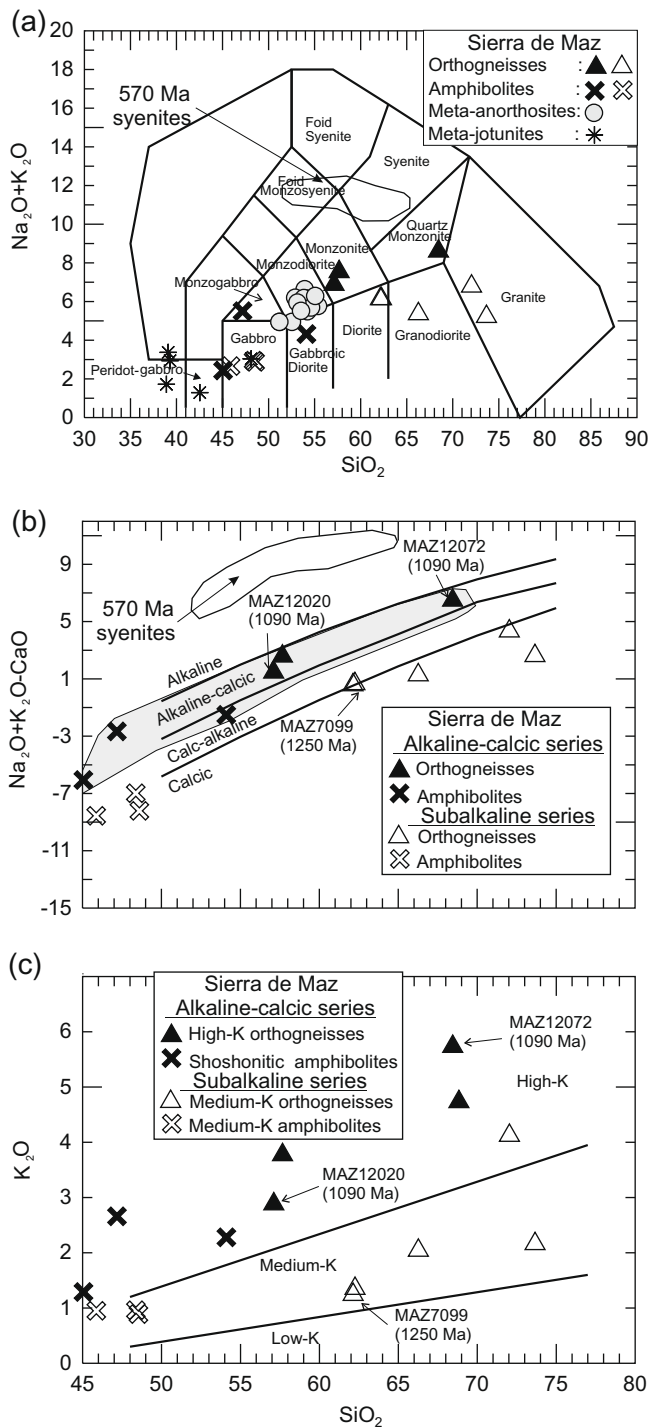 (a)
Sierra de Maz
Orthogneisses :
Amphibolites :
Meta-anorthosites:
Meta-jotunites :
570 Ma
syenites
Foid
Syenite
Syenite
Foid
Monzosyenite
Quartz
Monzonite
Monzonite
Monzodiorite
Monzogabbro
Granite
Gabbro
Diorite
Granodiorite
Gabbroic
Diorite
Peridot-gabbro
Na2O+K2O
20
18
16
14
12
10
8
6
4
2
0
30 35 40 45 50 55 60 65 70 75 80 85 90
SiO2
(b)
MAZ12072
(1090 Ma)
570 Ma
syenites
MAZ12020
(1090 Ma)
Alkaline
Alkaline-calcic
Calc-alkaline
Calcic
MAZ7099
(1250 Ma)
Sierra de Maz
Alkaline-calcic series
Orthogneisses
Amphibolites
Subalkaline series
Orthogneisses
Amphibolites
Na2O+K2O-CaO
9
5
1
-3
-7
-11
-15
(c)
Sierra de Maz
Alkaline-calcic series
High-K orthogneisses
Shoshonitic amphibolites
Subalkaline series
Medium-K orthogneisses
Medium-K amphibolites
MAZ12072
(1090 Ma)
High-K
MAZ12020
(1090 Ma)
Medium-K
MAZ7099
(1250 Ma)
Low-K
K2O
6
5
4
3
2
1
0
45 50 55 60 65 70 75 80
SiO2